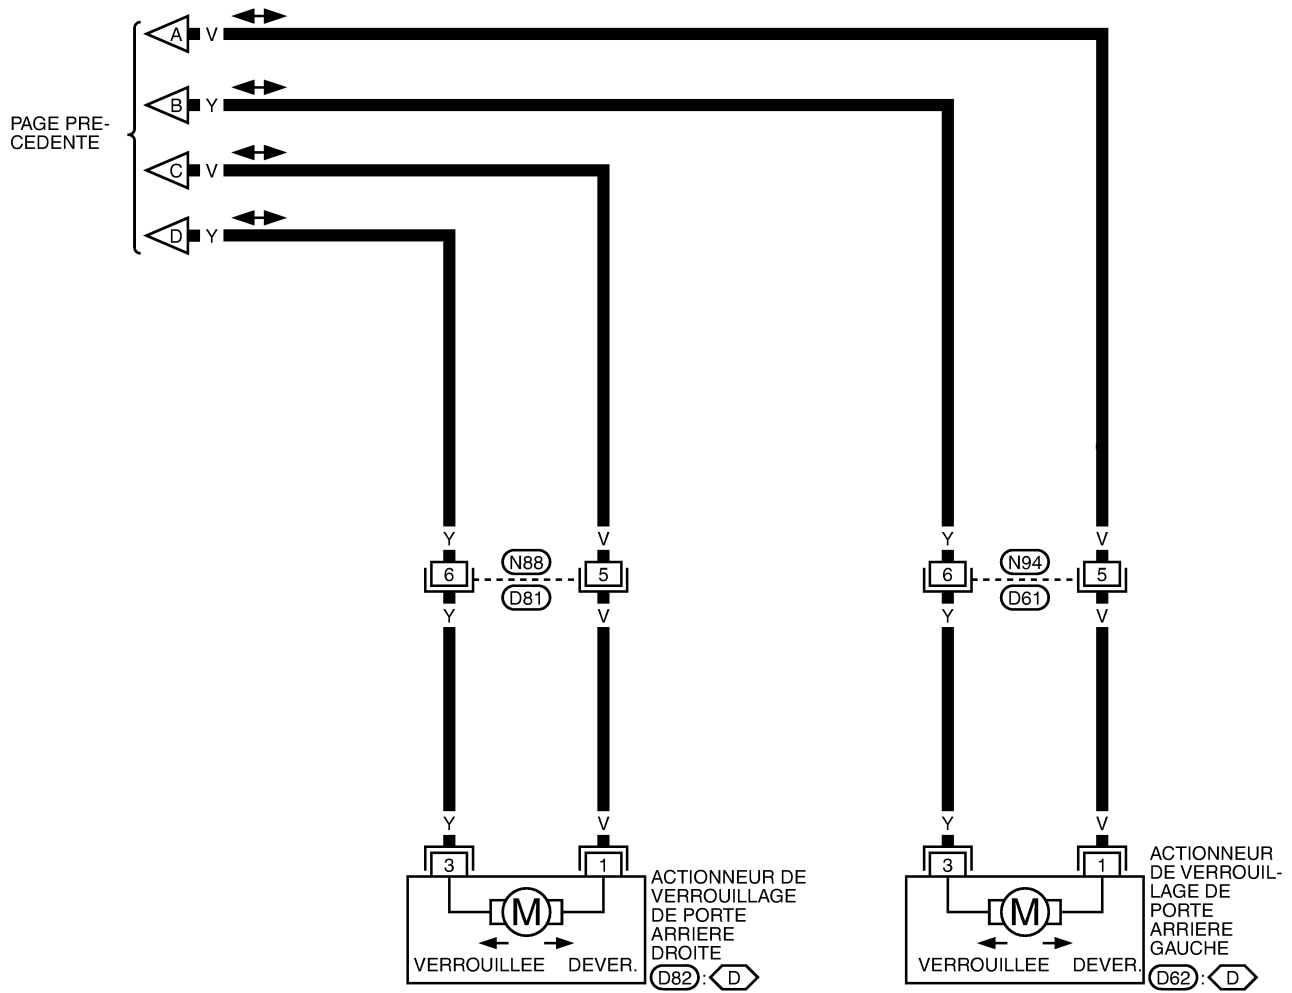 A V
B Y
PAGE PRE-
CEDENTE
C V
D Y
Y V Y V
6 N88 5 6 N94 5
D81 D61
Y V Y V
Y V Y V
3 1 3 1
M
VERROUILLEE DEVER.
ACTIONNEUR DE
VERROUILLAGE
DE PORTE
ARRIERE
DROITE
D82 : D
M
VERROUILLEE DEVER.
ACTIONNEUR
DE VERROUIL-
LAGE DE
PORTE
ARRIERE
GAUCHE
D62 : D